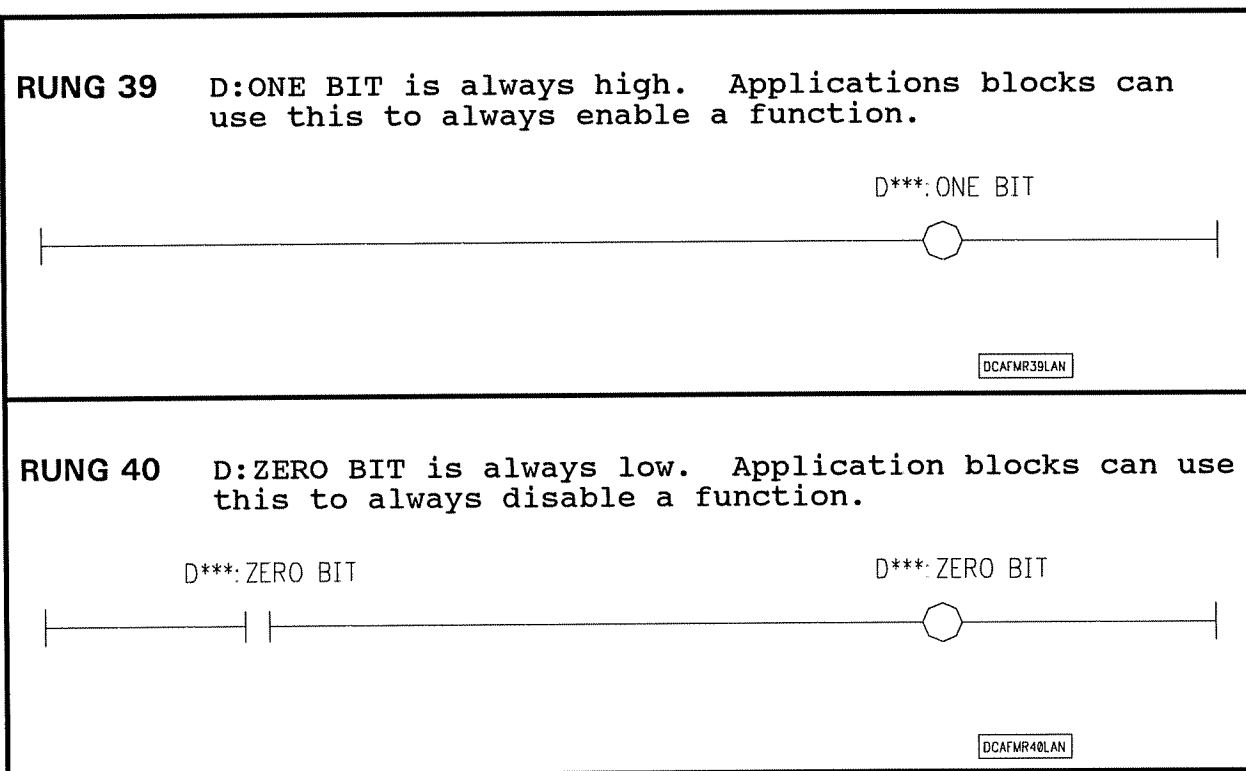 RUNG 39 D:ONE BIT is always high. Applications blocks can
use this to always enable a function.
D***:ONE BIT
DCAFMR39LAN
RUNG 40 D:ZERO BIT is always low. Application blocks can use
this to always disable a function.
D***:ZERO BIT D***:ZERO BIT
DCAFMR40LAN